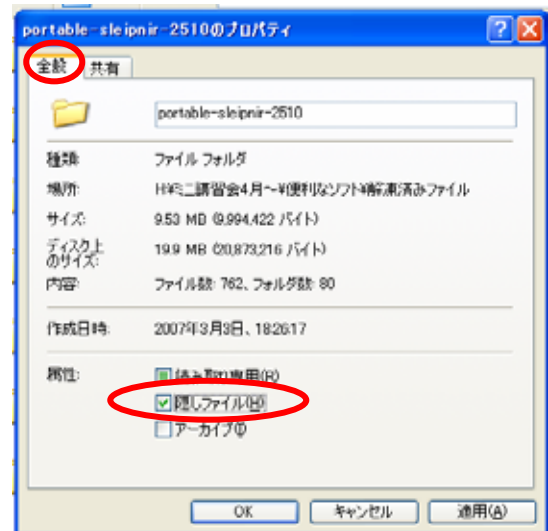 portable-sleipnir-2510のプロパティ
全般 共有
portable-sleipnir-2510
種類: ファイル フォルダ
場所: H:¥ミニ講習会4月~¥便利なソフト¥解凍済みファイル
サイズ: 9.53 MB (9,994,422 バイト)
ディスク上
のサイズ: 19.9 MB (20,873,216 バイト)
内容: ファイル数: 762、フォルダ数: 80
作成日時: 2007年3月3日、18:26:17
属性: 読み取り専用(R)
隠しファイル(H)
アーカイブ(I)
OK キャンセル 適用(A)